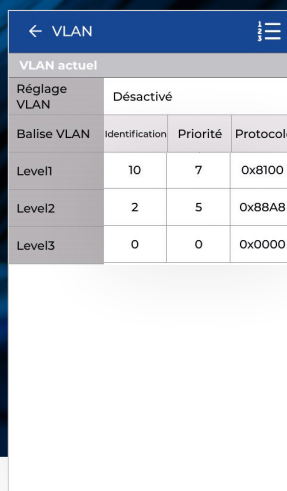 ← VLAN
VLAN actuel
Réglage VLAN Désactivé
Balise VLAN Identification Priorité Protocole
Level1 10 7 0x8100
Level2 2 5 0x88A8
Level3 0 0 0x0000